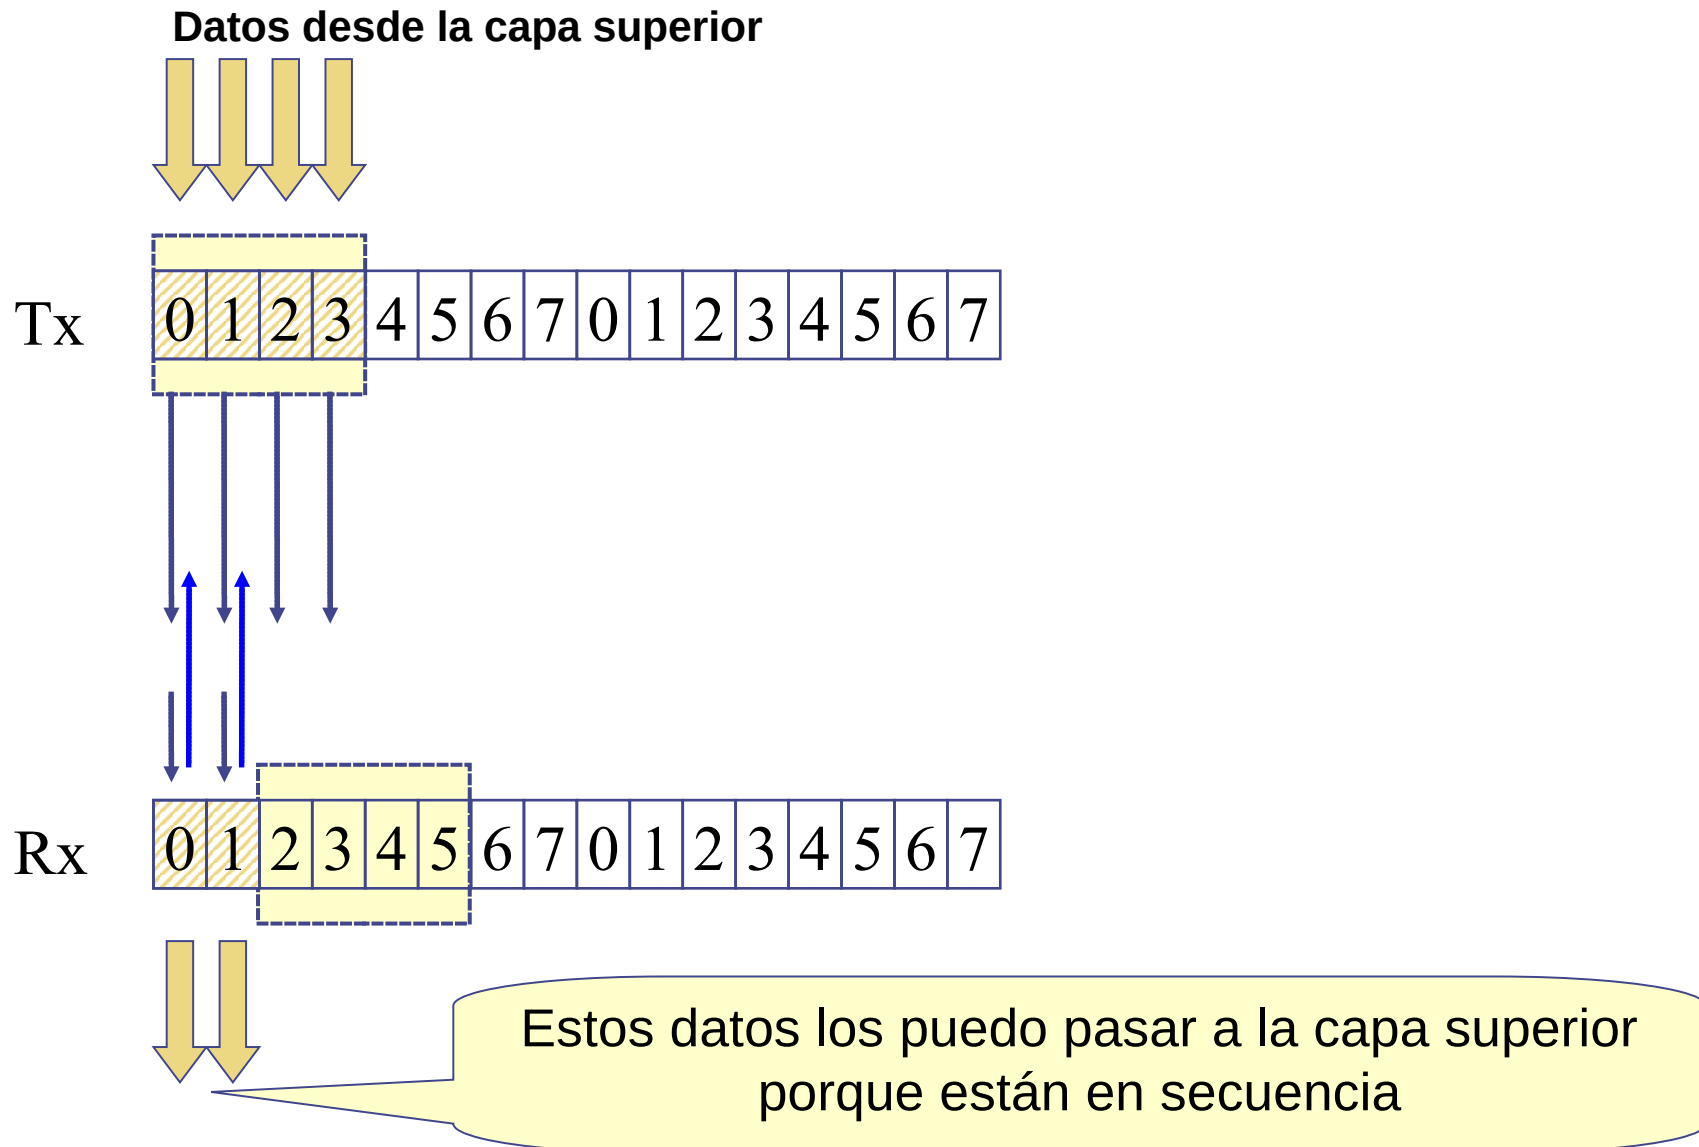 Datos desde la capa superior
Tx 0 1 2 3 4 5 6 7 0 1 2 3 4 5 6 7
Rx 0 1 2 3 4 5 6 7 0 1 2 3 4 5 6 7
Estos datos los puedo pasar a la capa superior
porque están en secuencia